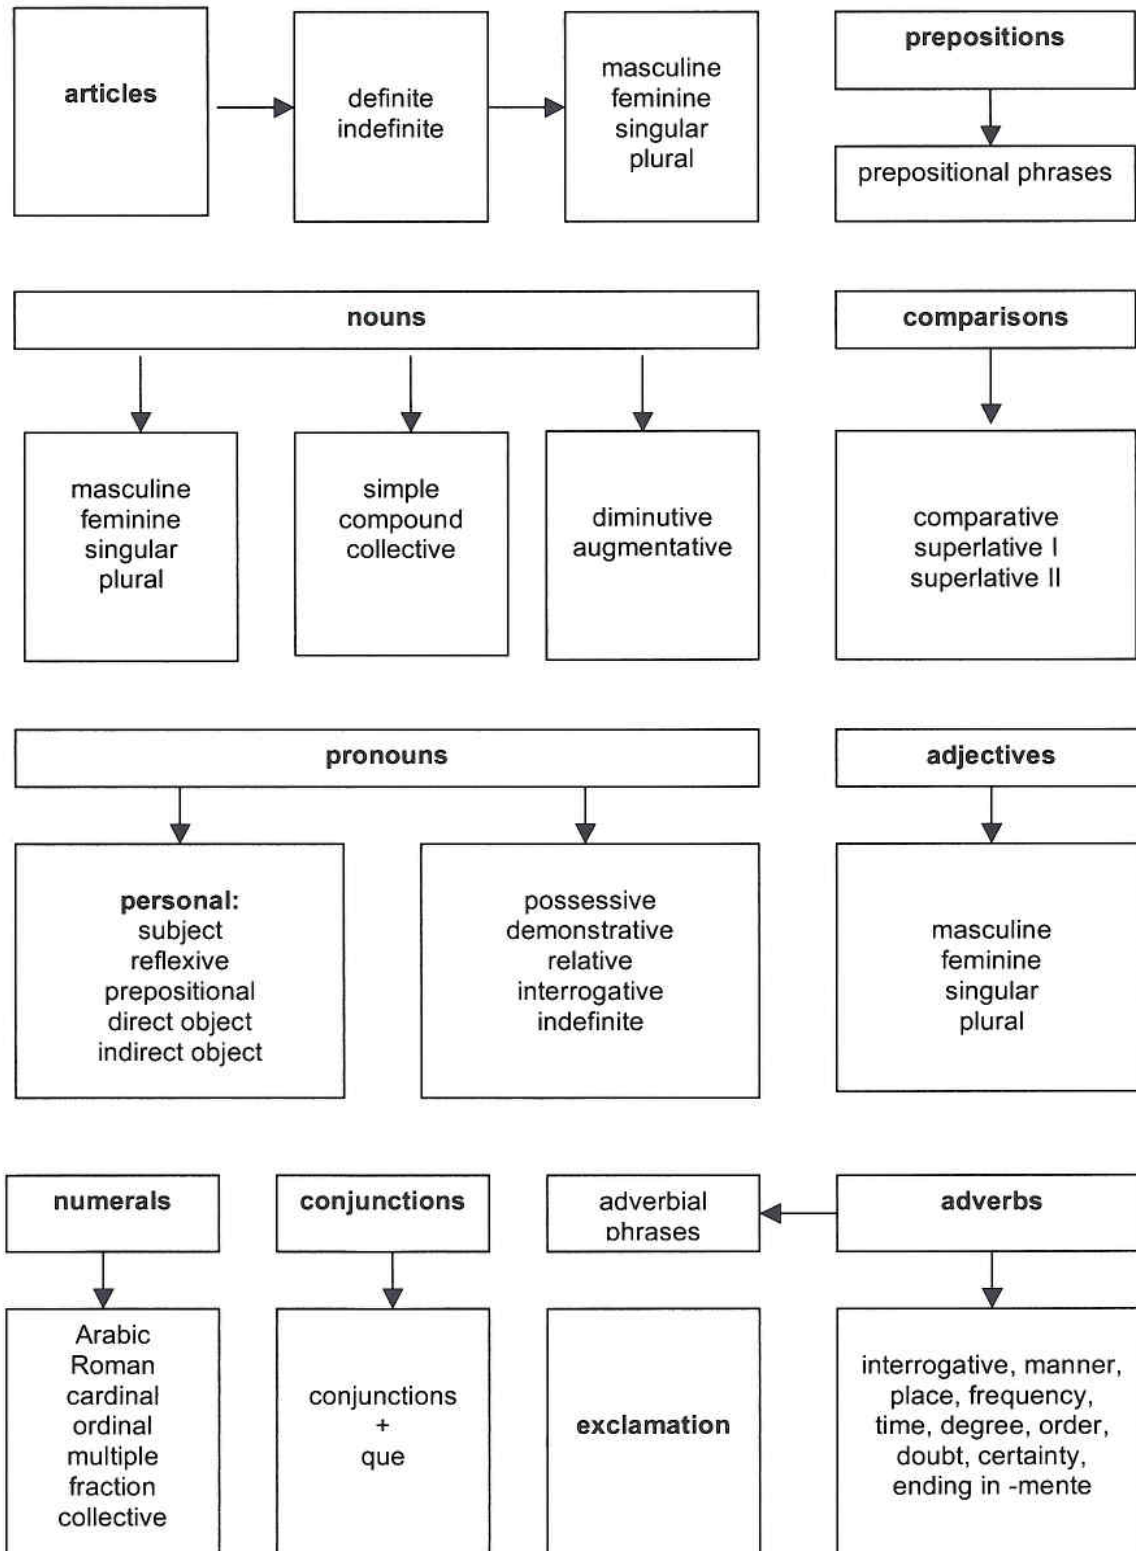 articles
definite
indefinite
masculine
feminine
singular
plural
prepositions
prepositional phrases
nouns
masculine
feminine
singular
plural
simple
compound
collective
diminutive
augmentative
comparisons
comparative
superlative I
superlative II
pronouns
personal:
subject
reflexive
prepositional
direct object
indirect object
possessive
demonstrative
relative
interrogative
indefinite
adjectives
masculine
feminine
singular
plural
numerals
Arabic
Roman
cardinal
ordinal
multiple
fraction
collective
conjunctions
conjunctions
+
que
adverbial
phrases
exclamation
adverbs
interrogative, manner,
place, frequency,
time, degree, order,
doubt, certainty,
ending in -mente